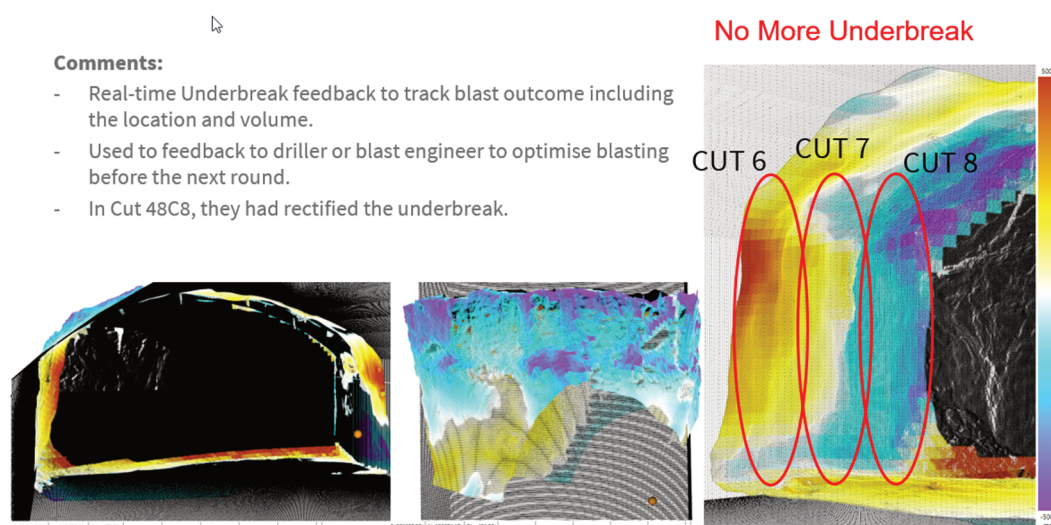 No More Underbreak
Comments:
- Real-time Underbreak feedback to track blast outcome including
the location and volume.
- Used to feedback to driller or blast engineer to optimise blasting
before the next round.
- In Cut 48C8, they had rectified the underbreak.
CUT 6
CUT 7
CUT 8